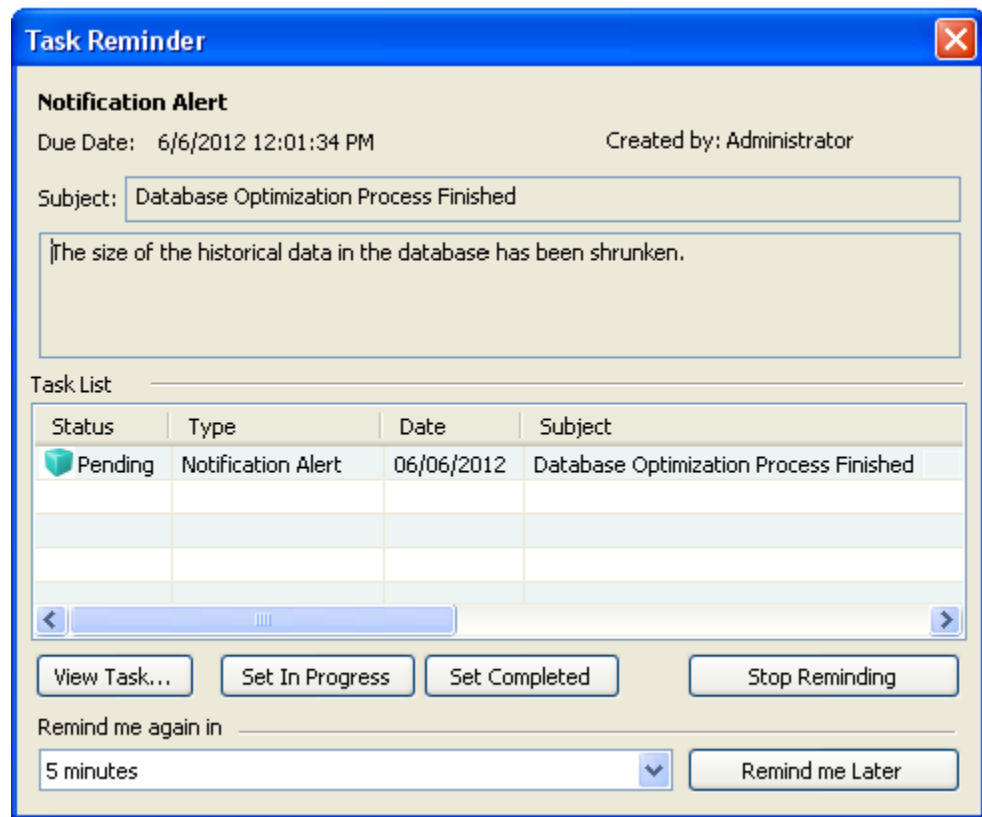 Task Reminder
Notification Alert
Due Date: 6/6/2012 12:01:34 PM Created by: Administrator
Subject: Database Optimization Process Finished
The size of the historical data in the database has been shrunken.
Task List
Status Type Date Subject
Pending Notification Alert 06/06/2012 Database Optimization Process Finished
View Task... Set In Progress Set Completed Stop Reminding
Remind me again in
5 minutes Remind me Later